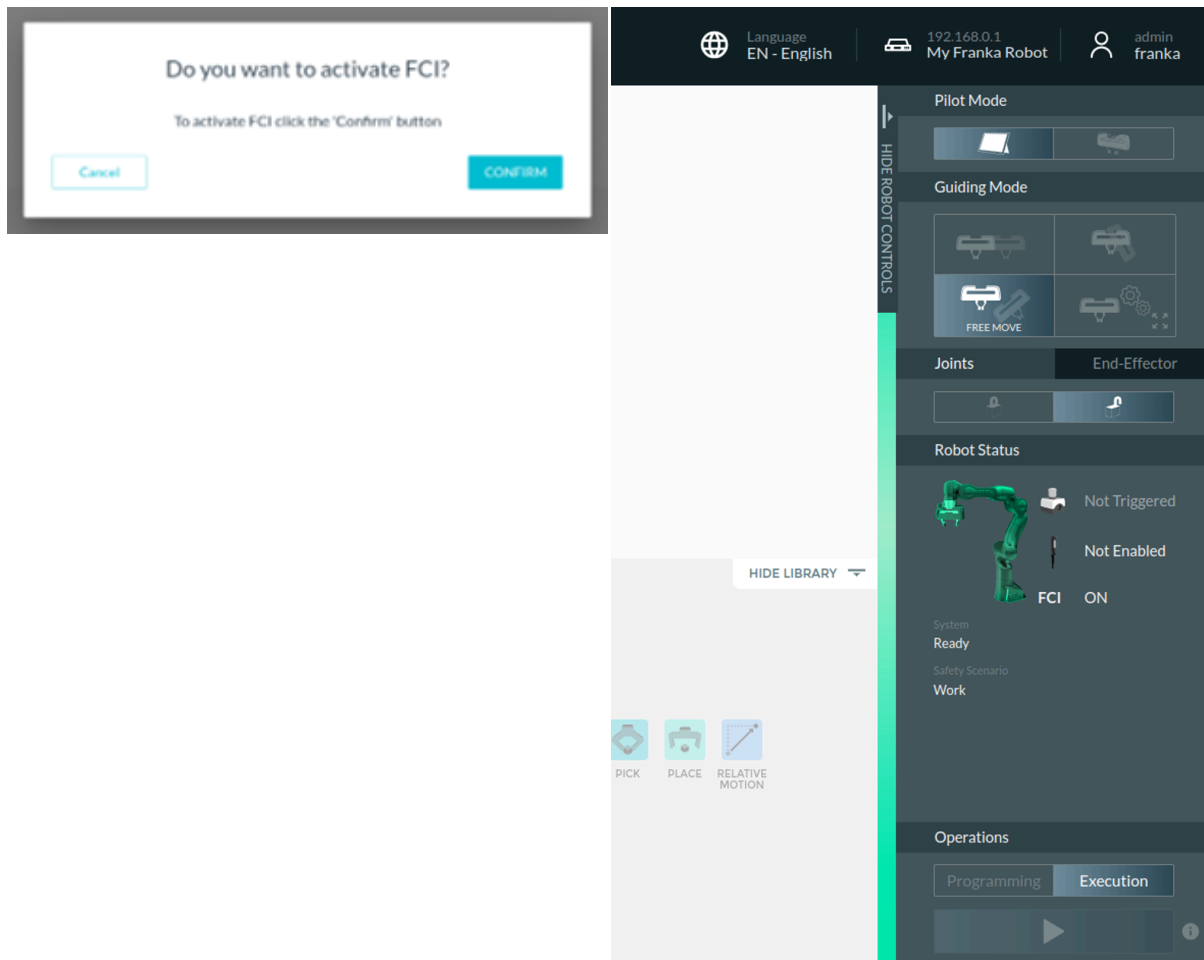 Do you want to activate FCI?
To activate FCI click the 'Confirm' button
Cancel
CONFIRM
Language
EN - English
192.168.0.1
My Franka Robot
admin
franka
HIDE ROBOT CONTROLS
Pilot Mode
Guiding Mode
FREE MOVE
Joints
End-Effector
Robot Status
Not Triggered
Not Enabled
FCI ON
System
Ready
Safety Scenario
Work
HIDE LIBRARY
PICK
PLACE
RELATIVE
MOTION
Operations
Programming
Execution